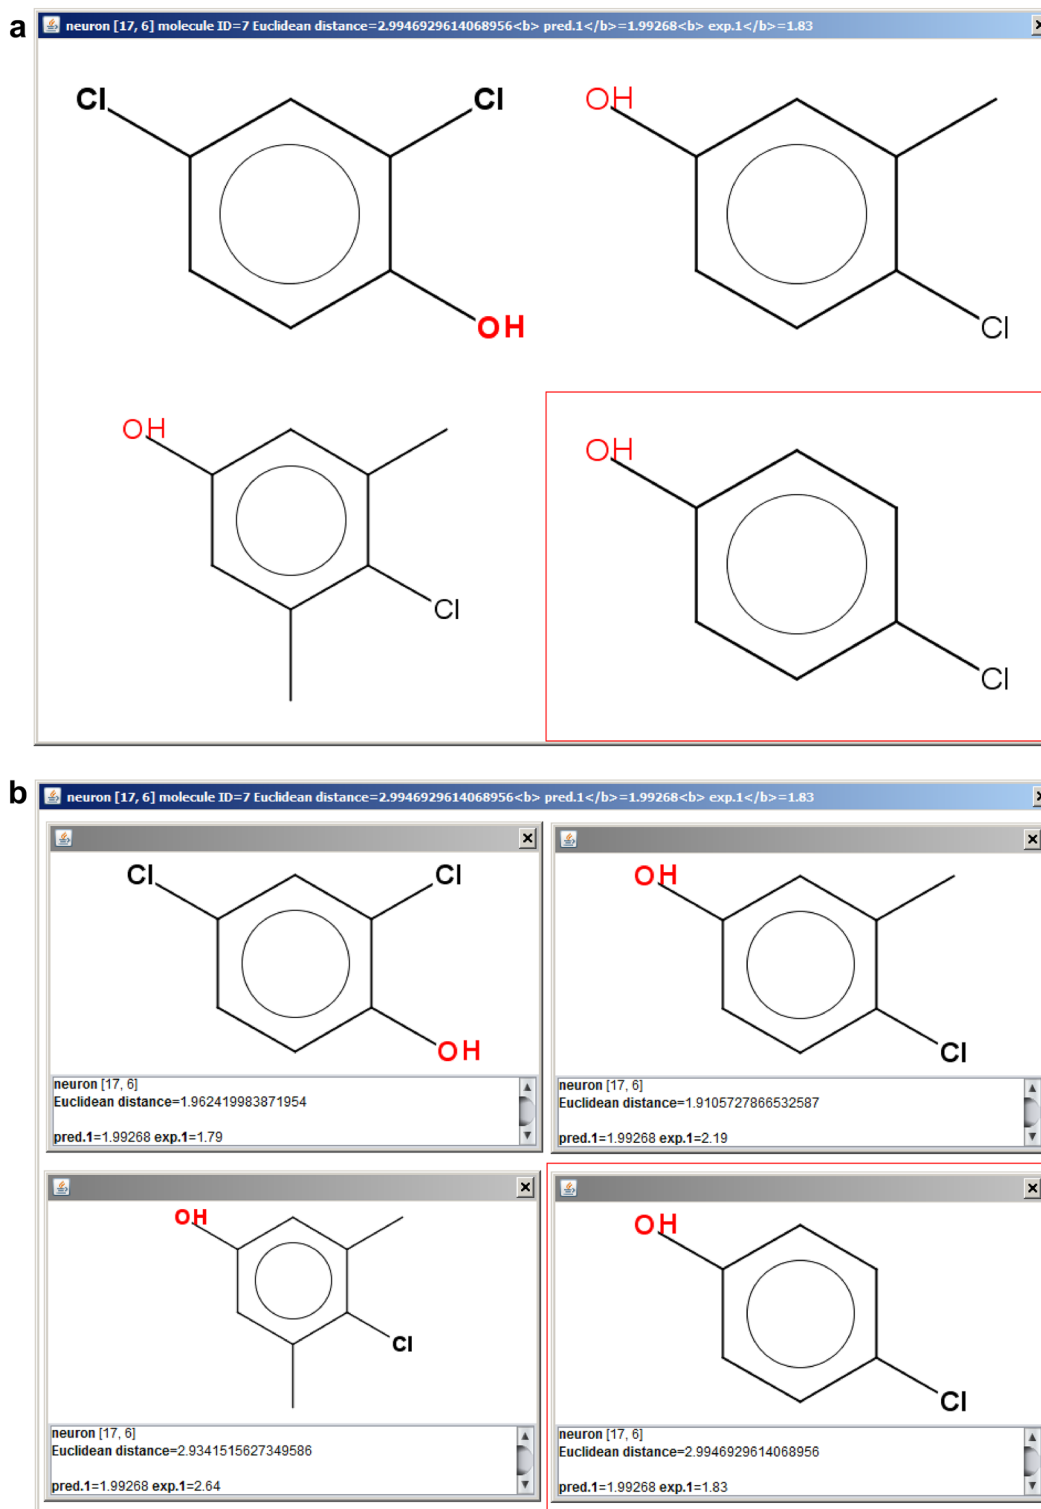 a
neuron [17, 6] molecule ID=7 Euclidean distance=2.9946929614068956<b> pred.1</b>=1.99268<b> exp.1</b>=1.83
Cl
Cl
OH
OH
Cl
OH
Cl
OH
Cl
b
neuron [17, 6] molecule ID=7 Euclidean distance=2.9946929614068956<b> pred.1</b>=1.99268<b> exp.1</b>=1.83
Cl
Cl
OH
neuron [17, 6]
Euclidean distance=1.962419983871954
pred.1=1.99268 exp.1=1.79
OH
Cl
neuron [17, 6]
Euclidean distance=1.9105727866532587
pred.1=1.99268 exp.1=2.19
OH
Cl
neuron [17, 6]
Euclidean distance=2.9341515627349586
pred.1=1.99268 exp.1=2.64
OH
Cl
neuron [17, 6]
Euclidean distance=2.9946929614068956
pred.1=1.99268 exp.1=1.83